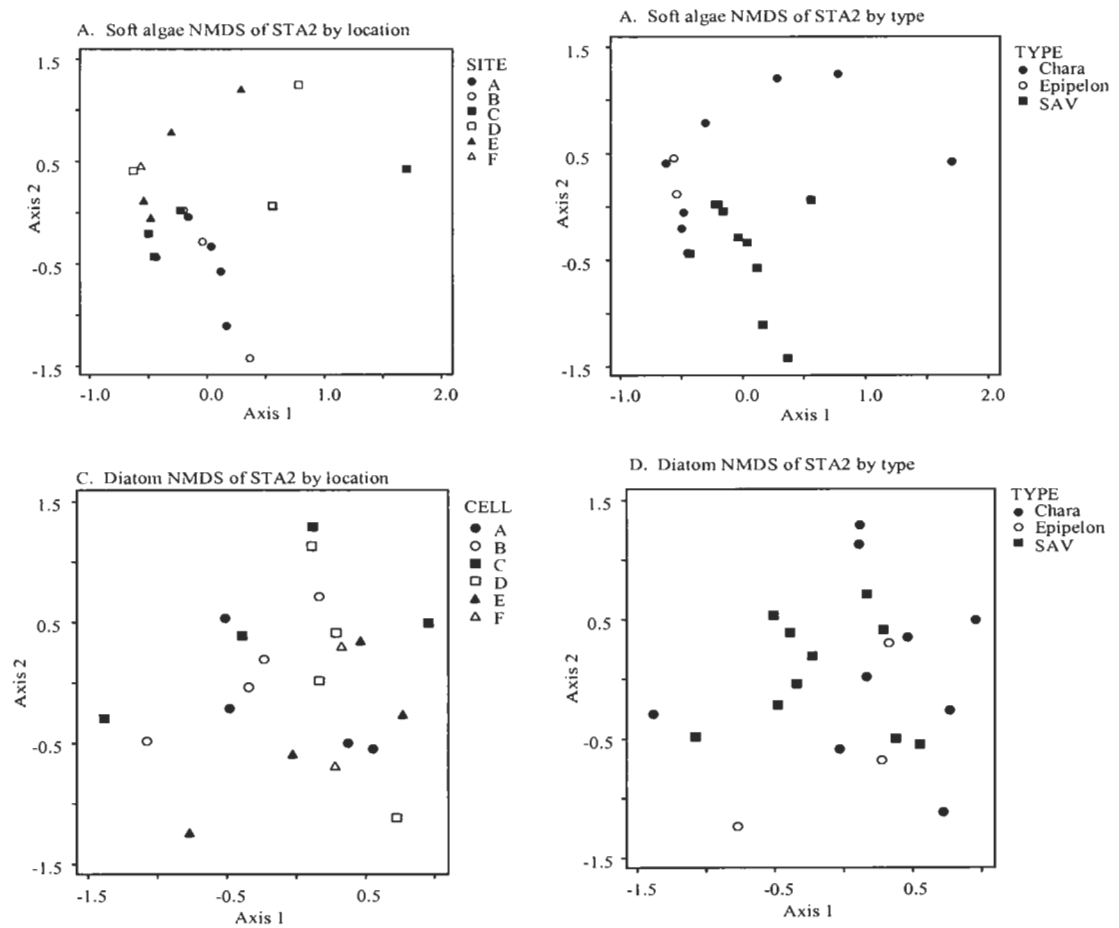 A. Soft algae NMDS of STA2 by location
1.5
0.5
-0.5
-1.5
Axis 2
-1.0
0.0
1.0
2.0
Axis 1
SITE
A
B
C
D
E
F
A. Soft algae NMDS of STA2 by type
1.5
0.5
-0.5
-1.5
Axis 2
-1.0
0.0
1.0
2.0
Axis 1
TYPE
Chara
Epipelon
SAV
C. Diatom NMDS of STA2 by location
1.5
0.5
-0.5
-1.5
Axis 2
-1.5
-0.5
0.5
Axis 1
CELL
A
B
C
D
E
F
D. Diatom NMDS of STA2 by type
1.5
0.5
-0.5
-1.5
Axis 2
-1.5
-0.5
0.5
Axis 1
TYPE
Chara
Epipelon
SAV